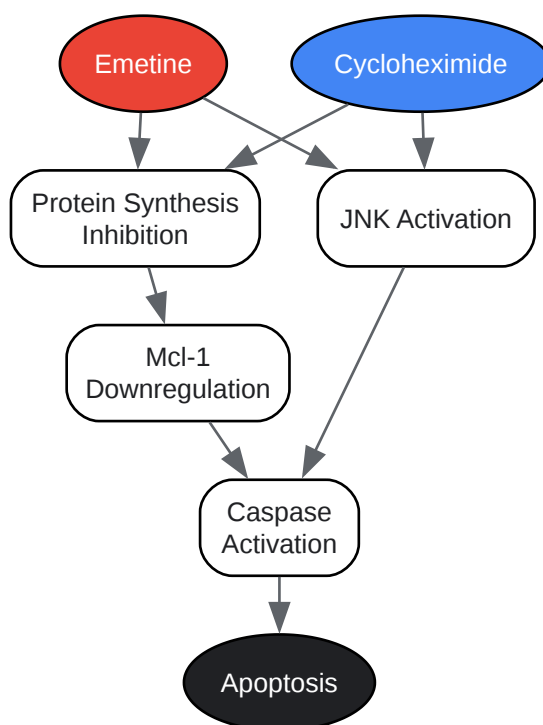 Emetine
Cycloheximide
Protein Synthesis
Inhibition
JNK Activation
Mcl-1
Downregulation
Caspase
Activation
Apoptosis